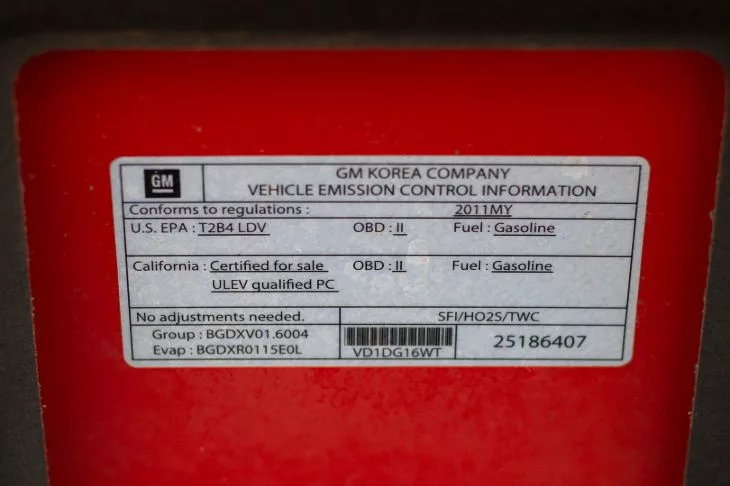 GM
GM KOREA COMPANY
VEHICLE EMISSION CONTROL INFORMATION
Conforms to regulations : 2011MY
U.S. EPA : T2B4 LDV OBD : II Fuel : Gasoline
California : Certified for sale OBD : II Fuel : Gasoline
ULEV qualified PC
No adjustments needed. SFI/HO2S/TWC
Group : BGDXV01.6004
Evap : BGDXR0115E0L
VD1DG16WT
25186407